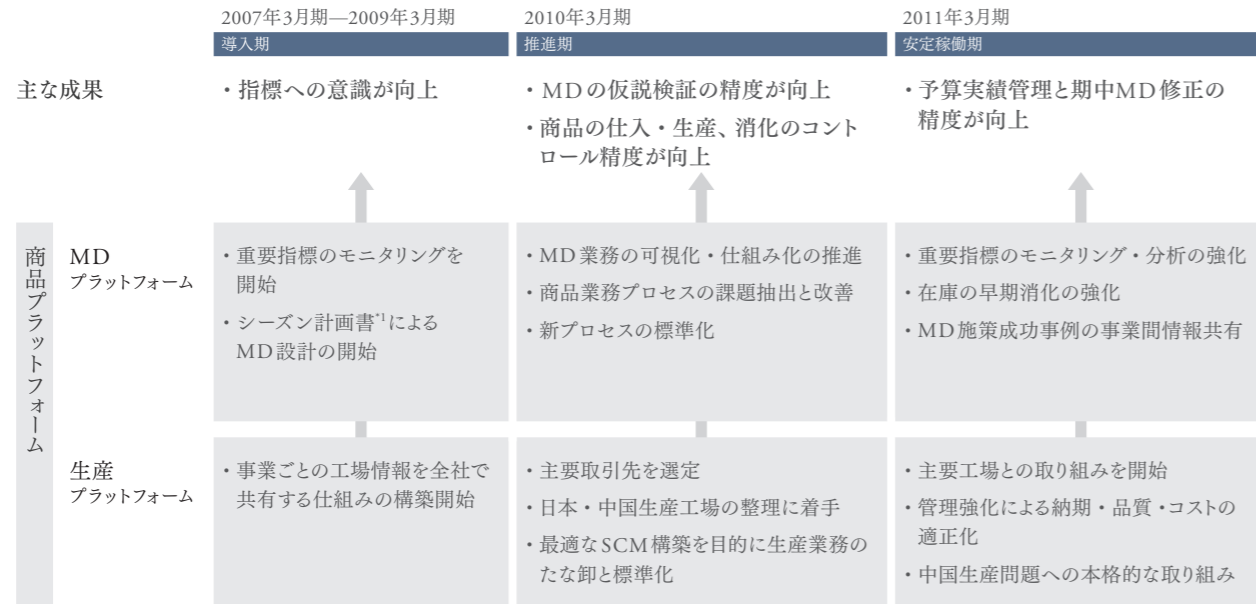 2007年3月期—2009年3月期
導入期
2010年3月期
推進期
2011年3月期
安定稼働期
主な成果
・指標への意識が向上
・MDの仮説検証の精度が向上
・商品の仕入・生産、消化のコント
ロール精度が向上
・予算実績管理と期中MD修正の
精度が向上
商品プラットフォーム
MD
プラットフォーム
・重要指標のモニタリングを
開始
・シーズン計画書*1による
MD設計の開始
・MD業務の可視化・仕組み化の推進
・商品業務プロセスの課題抽出と改善
・新プロセスの標準化
・重要指標のモニタリング・分析の強化
・在庫の早期消化の強化
・MD施策成功事例の事業間情報共有
生産
プラットフォーム
・事業ごとの工場情報を全社で
共有する仕組みの構築開始
・主要取引先を選定
・日本・中国生産工場の整理に着手
・最適なSCM構築を目的に生産業務の
たな卸と標準化
・主要工場との取り組みを開始
・管理強化による納期・品質・コストの
適正化
・中国生産問題への本格的な取り組み